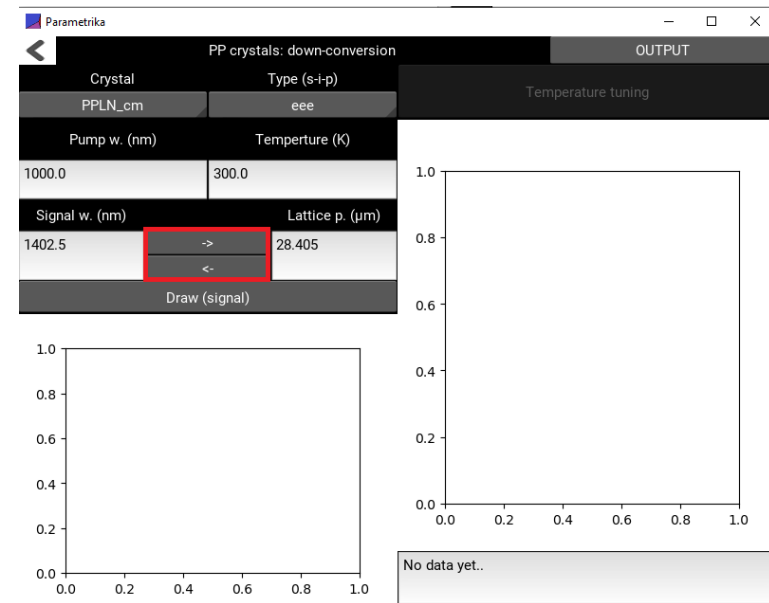 Parametrika
PP crystals: down-conversion
OUTPUT
Crystal
Type (s-i-p)
PPLN_cm
eee
Temperature tuning
Pump w. (nm)
Temperture (K)
1000.0
300.0
Signal w. (nm)
Lattice p. (μm)
1402.5
->
<-
28.405
Draw (signal)
1.0
0.8
0.6
0.4
0.2
0.0
0.0 0.2 0.4 0.6 0.8 1.0
1.0
0.8
0.6
0.4
0.2
0.0
0.0 0.2 0.4 0.6 0.8 1.0
No data yet..